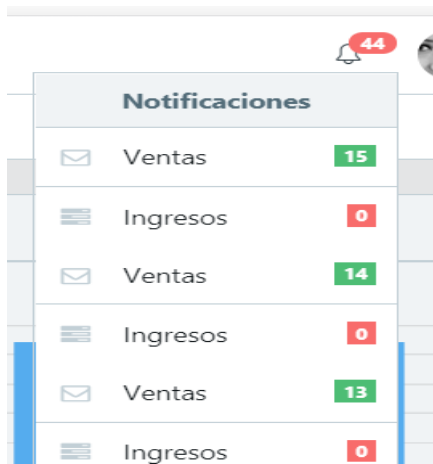 44
Notificaciones
Ventas 15
Ingresos 0
Ventas 14
Ingresos 0
Ventas 13
Ingresos 0